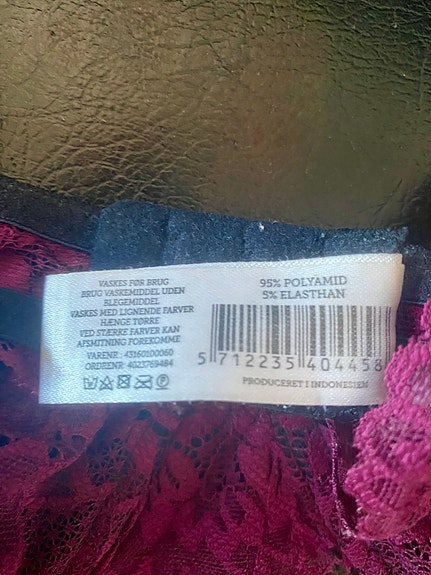 VASKES FØR BRUG
BRUG VASKEMIDDEL UDEN
BLEGEMIDDEL
VASKES MED LIGNENDE FARVER
HÆNGE TØRRE
VED STÆRKE FARVER KAN
AFSMITNING FOREKOMME
VARENR: 43160100060
ORDRENR: 4023769484
95% POLYAMID
5% ELASTHAN
5 712235 404458
PRODUCERET I INDONESIEN